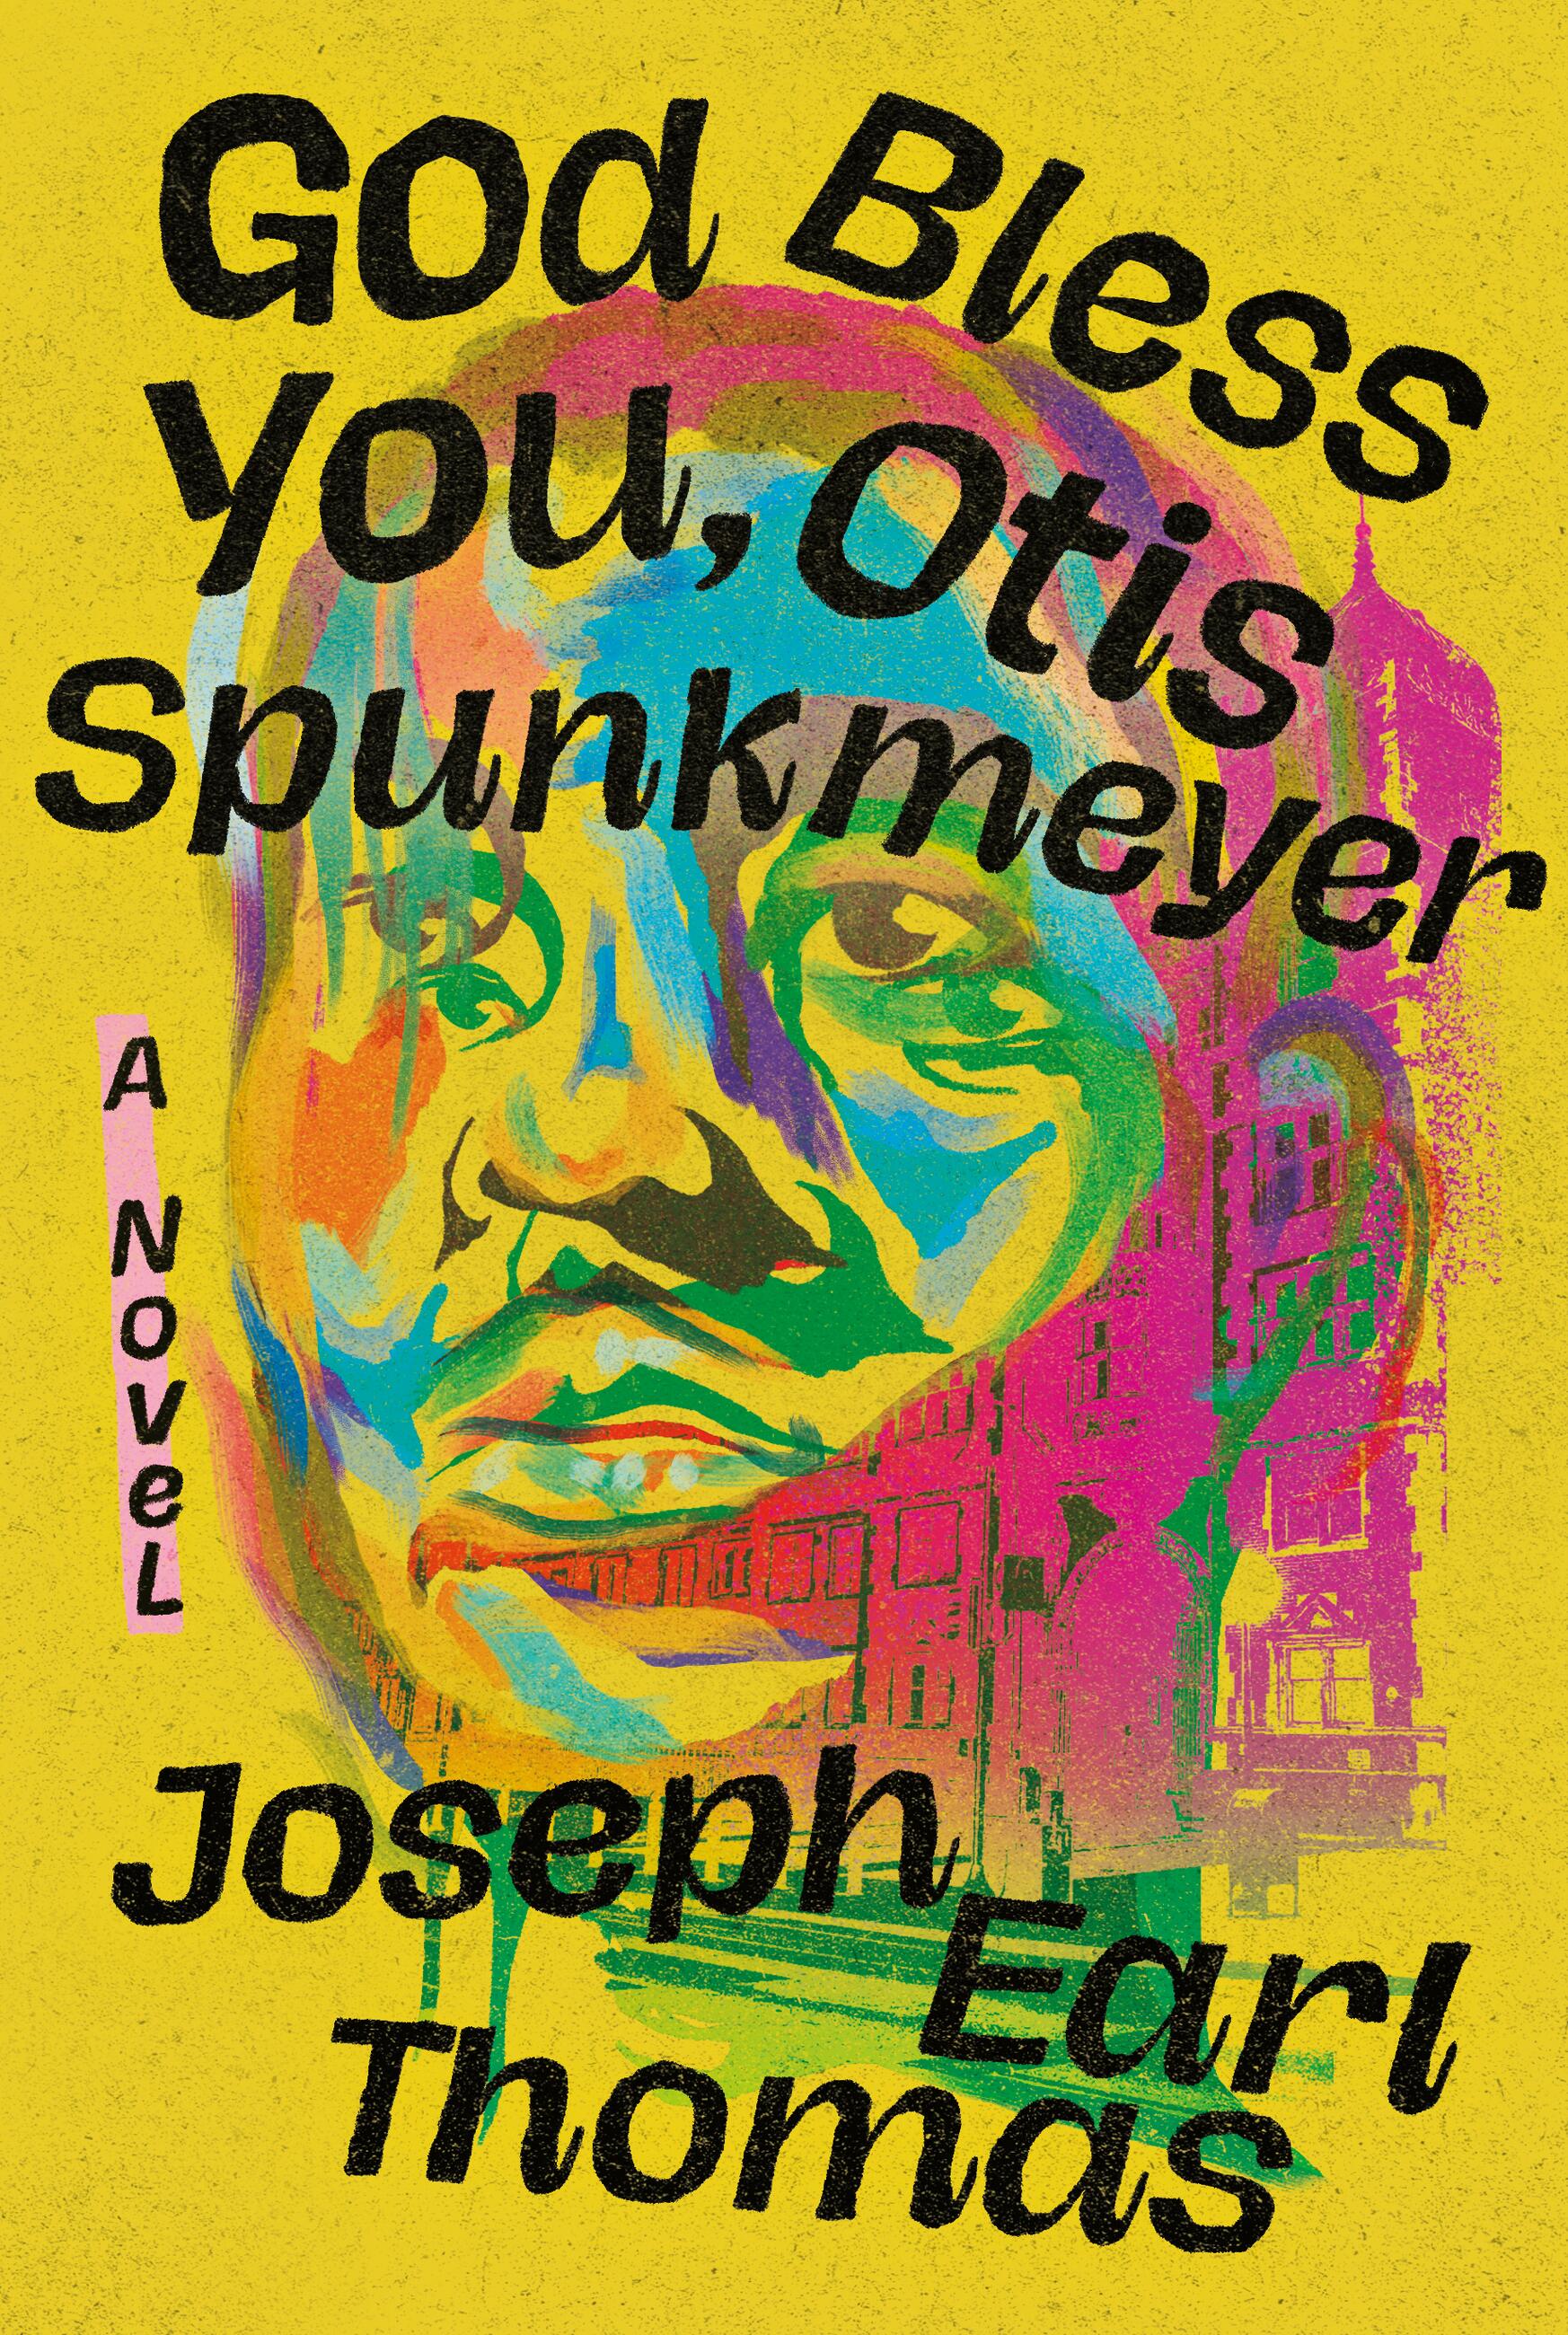 God Bless
You, Otis
Spunkmeyer
A Novel
Joseph
Earl
Thomas